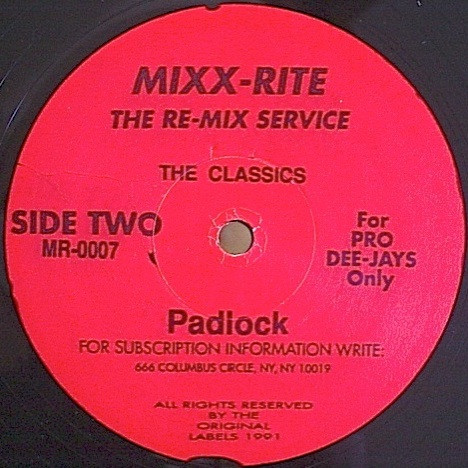 MIXX-RITE
THE RE-MIX SERVICE
THE CLASSICS
SIDE TWO
MR-0007
For
PRO
DEE-JAYS
Only
Padlock
FOR SUBSCRIPTION INFORMATION WRITE:
666 COLUMBUS CIRCLE, NY, NY 10019
ALL RIGHTS RESERVED
BY THE
ORIGINAL
LABELS 1991